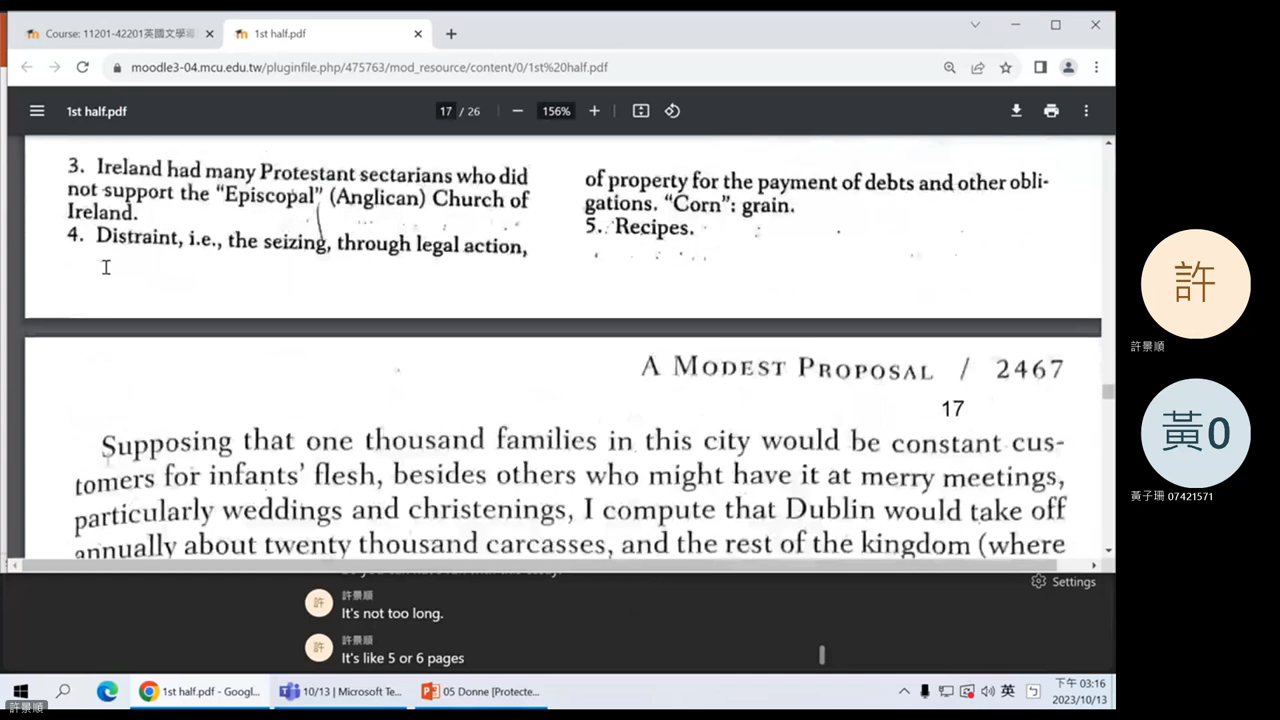 Course: 11201-42201英國文學導
1st half.pdf
moodle3-04.mcu.edu.tw/pluginfile.php/475763/mod_resource/content/0/1st%20half.pdf
1st half.pdf
17 / 26
156%
3. Ireland had many Protestant sectarians who did
not support the "Episcopal" (Anglican) Church of
Ireland.
4. Distraint, i.e., the seizing, through legal action,
of property for the payment of debts and other obli-
gations. "Corn": grain.
5. Recipes.
A MODEST PROPOSAL / 2467
17
Supposing that one thousand families in this city would be constant cus-
tomers for infants' flesh, besides others who might have it at merry meetings,
particularly weddings and christenings, I compute that Dublin would take off
annually about twenty thousand carcasses, and the rest of the kingdom (where
Settings
許
許景順
It's not too long.
許
許景順
It's like 5 or 6 pages
許
許景順
黃0
黃子珊 07421571
1st half.pdf - Googl...
10/13 | Microsoft Te...
05 Donne [Protecte...
英
下午 03:16
2023/10/13
許景順